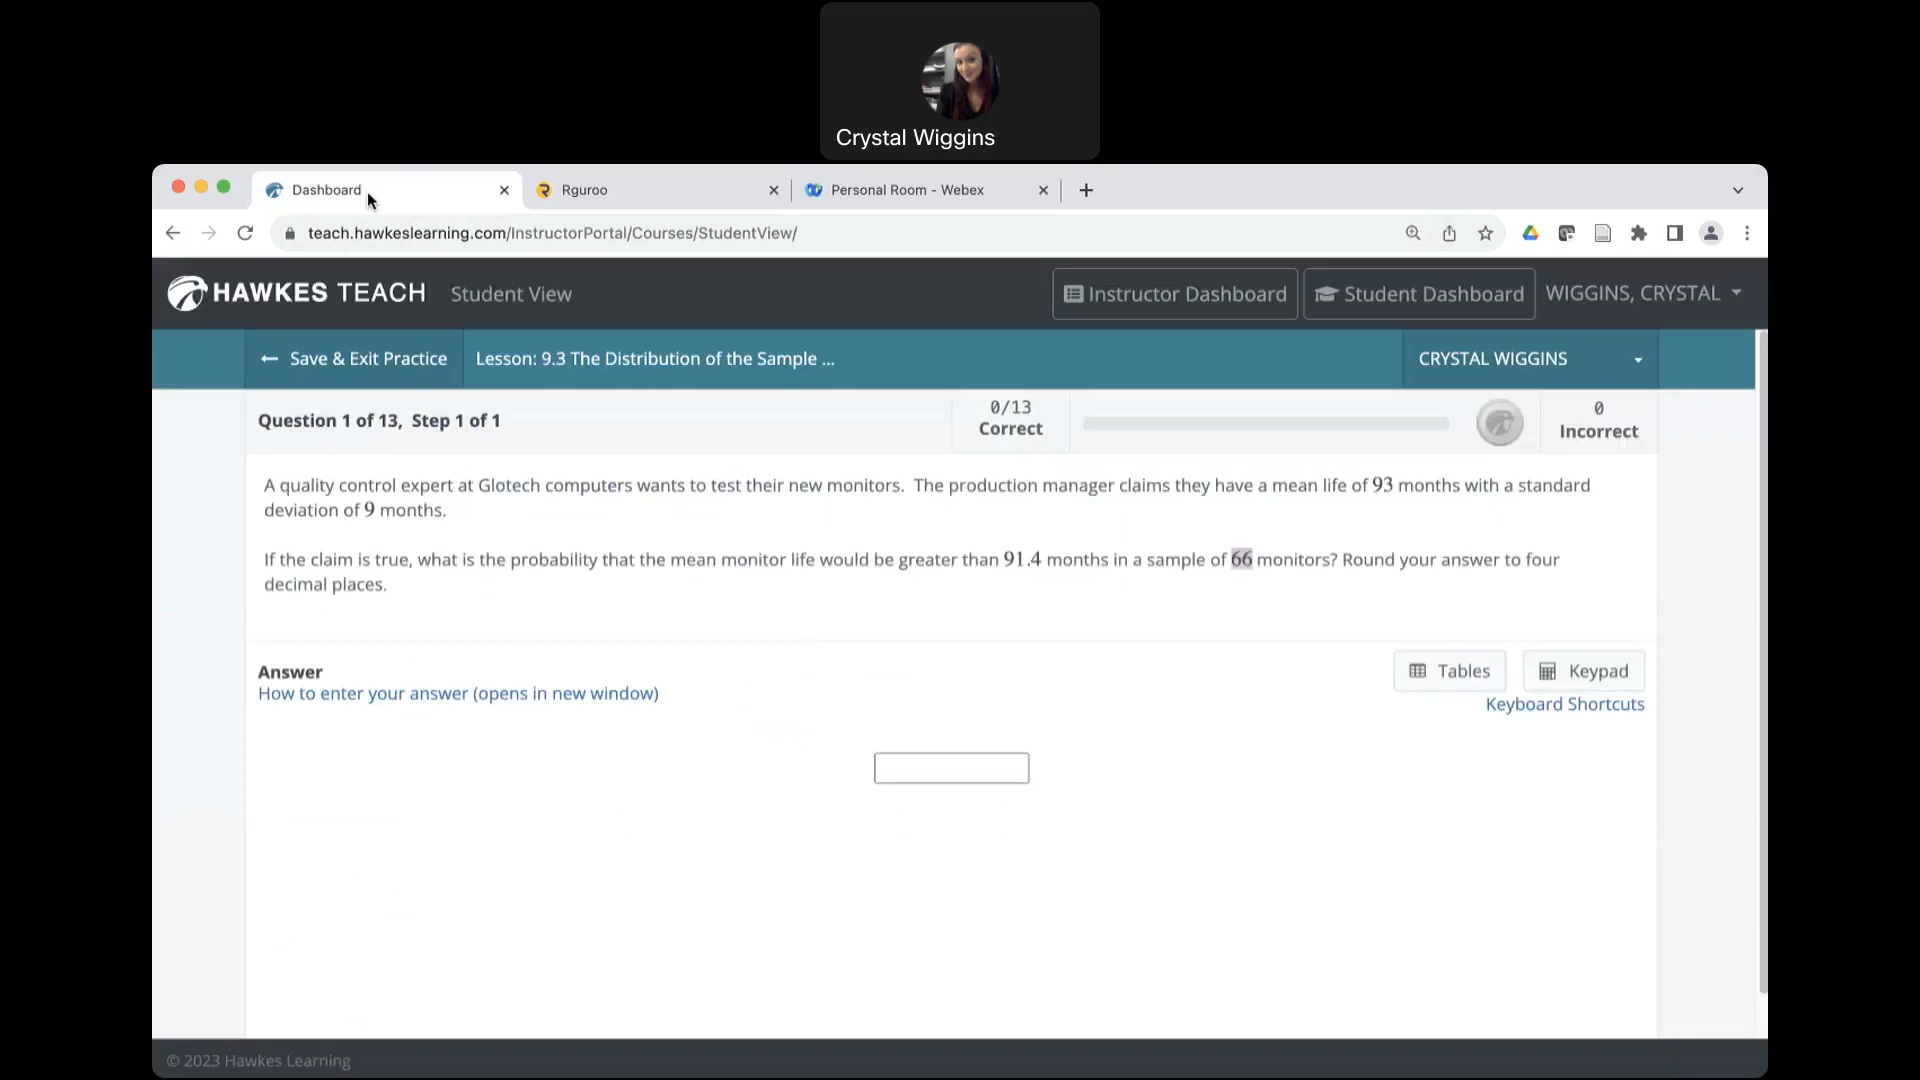 Crystal Wiggins
Dashboard
Rguroo
Personal Room - Webex
teach.hawkeslearning.com/InstructorPortal/Courses/StudentView/
HAWKES TEACH Student View Instructor Dashboard Student Dashboard WIGGINS, CRYSTAL
Save & Exit Practice Lesson: 9.3 The Distribution of the Sample ... CRYSTAL WIGGINS
Question 1 of 13, Step 1 of 1
0/13
Correct
0
Incorrect
A quality control expert at Glotech computers wants to test their new monitors. The production manager claims they have a mean life of 93 months with a standard
deviation of 9 months.
If the claim is true, what is the probability that the mean monitor life would be greater than 91.4 months in a sample of 66 monitors? Round your answer to four
decimal places.
Answer
How to enter your answer (opens in new window)
Tables Keypad
Keyboard Shortcuts
© 2023 Hawkes Learning